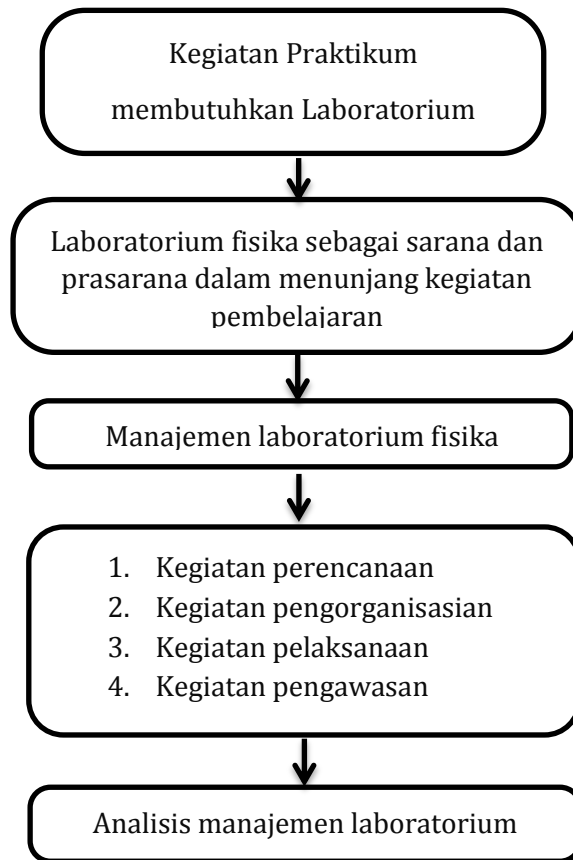 Kegiatan Praktikum
membutuhkan Laboratorium
Laboratorium fisika sebagai sarana dan
prasarana dalam menunjang kegiatan
pembelajaran
Manajemen laboratorium fisika
1. Kegiatan perencanaan
2. Kegiatan pengorganisasian
3. Kegiatan pelaksanaan
4. Kegiatan pengawasan
Analisis manajemen laboratorium